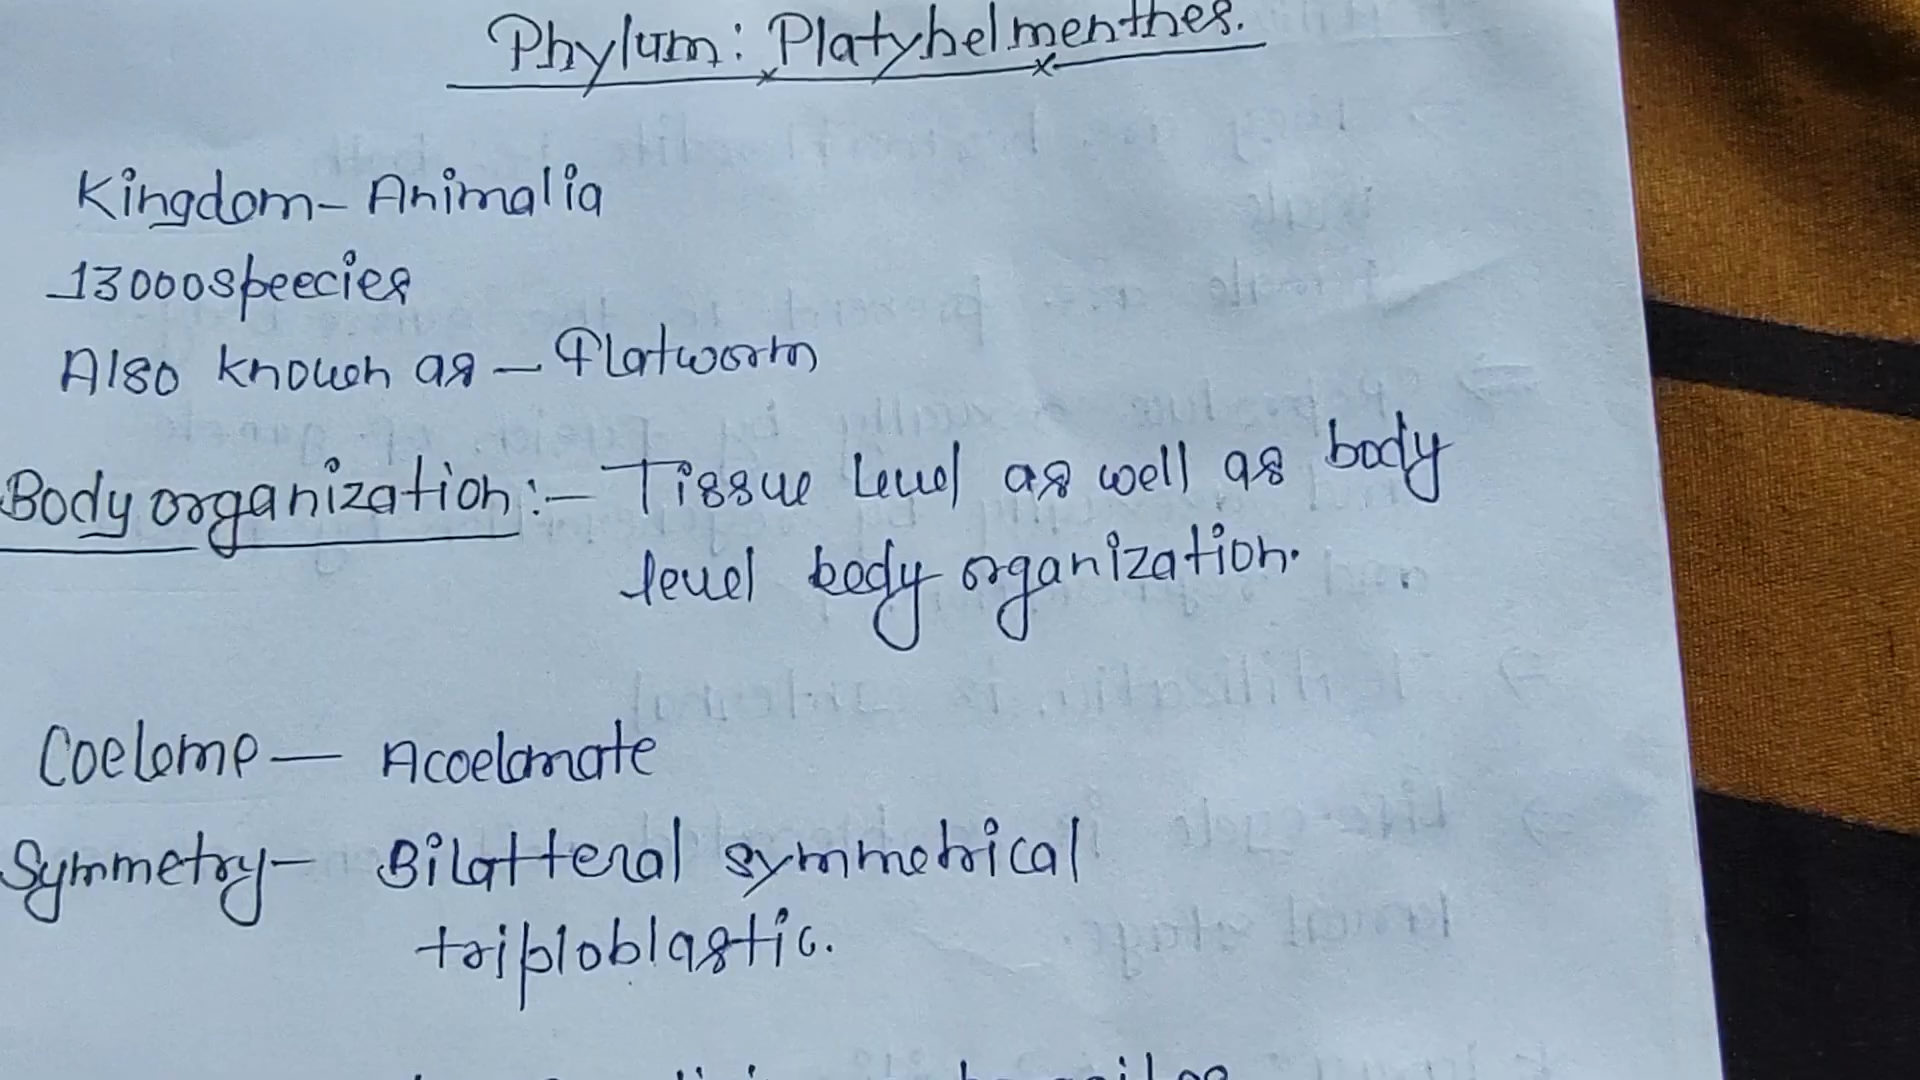 Phylum: Platyhelmenthes.
Kingdom - Animalia
13000 speecies
Also known as - Flatworm
Body organization :- Tissue level as well as body
level body organization.
Coelome - Acoelomate
Symmetry - Bilatteral symmetrical
triploblastic.